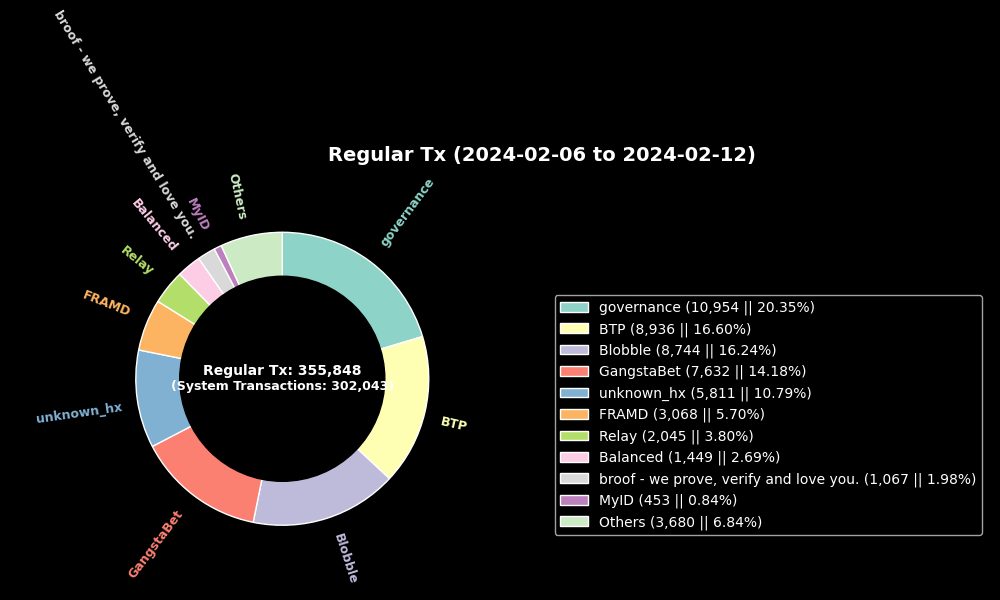 Regular Tx (2024-02-06 to 2024-02-12)
broof - we prove, verify and love you.
Others
MyID
Balanced
Relay
FRAMD
unknown_hx
GangstaBet
Blobble
BTP
governance
Regular Tx: 355,848
(System Transactions: 302,043)
governance (10,954 || 20.35%)
BTP (8,936 || 16.60%)
Blobble (8,744 || 16.24%)
GangstaBet (7,632 || 14.18%)
unknown_hx (5,811 || 10.79%)
FRAMD (3,068 || 5.70%)
Relay (2,045 || 3.80%)
Balanced (1,449 || 2.69%)
broof - we prove, verify and love you. (1,067 || 1.98%)
MyID (453 || 0.84%)
Others (3,680 || 6.84%)